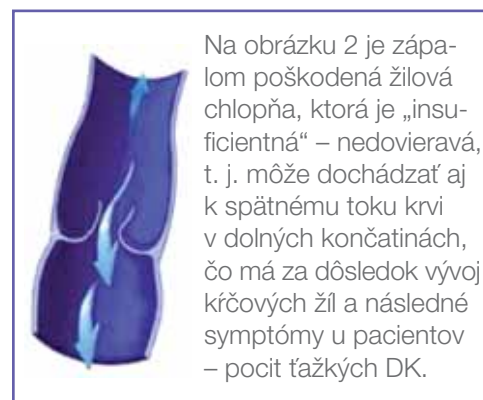 Na obrázku 2 je zápa-
lom poškodená žilová
chlopňa, ktorá je „insu-
ficientná“ – nedovieravá,
t. j. môže dochádzať aj
k spätnému toku krvi
v dolných končatinách,
čo má za dôsledok vývoj
kŕčových žíl a následné
symptómy u pacientov
– pocit ťažkých DK.